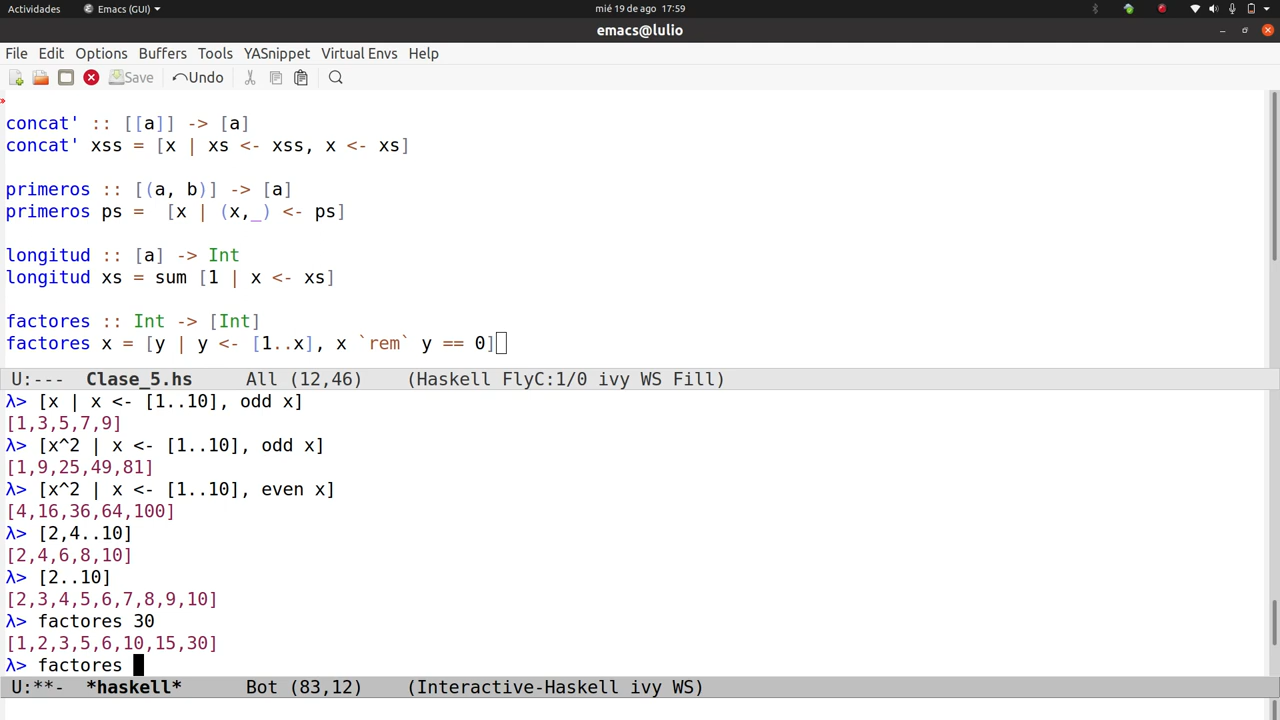 Actividades Emacs (GUI) mié 19 de ago 17:59
emacs@lulio
File Edit Options Buffers Tools YASnippet Virtual Envs Help
Save Undo
concat' :: [[a]] -> [a]
concat' xss = [x | xs <- xss, x <- xs]
primeros :: [(a, b)] -> [a]
primeros ps =  [x | (x,_) <- ps]
longitud :: [a] -> Int
longitud xs = sum [1 | x <- xs]
factores :: Int -> [Int]
factores x = [y | y <- [1..x], x `rem` y == 0]
U:--- Clase_5.hs All (12,46) (Haskell FlyC:1/0 ivy WS Fill)
λ> [x | x <- [1..10], odd x]
[1,3,5,7,9]
λ> [x^2 | x <- [1..10], odd x]
[1,9,25,49,81]
λ> [x^2 | x <- [1..10], even x]
[4,16,36,64,100]
λ> [2,4..10]
[2,4,6,8,10]
λ> [2..10]
[2,3,4,5,6,7,8,9,10]
λ> factores 30
[1,2,3,5,6,10,15,30]
λ> factores
U:**- *haskell* Bot (83,12) (Interactive-Haskell ivy WS)